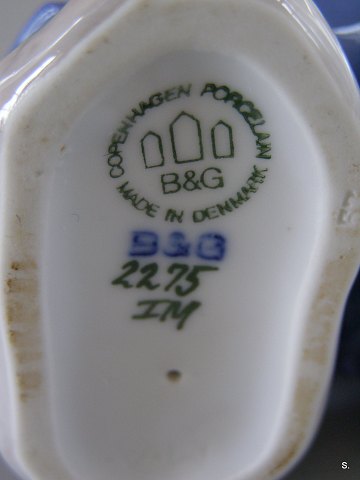 COPENHAGEN PORCELAIN
B&G
MADE IN DENMARK
B&G
2275
IM
S.